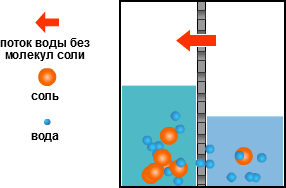 поток воды без
молекул соли
соль
вода